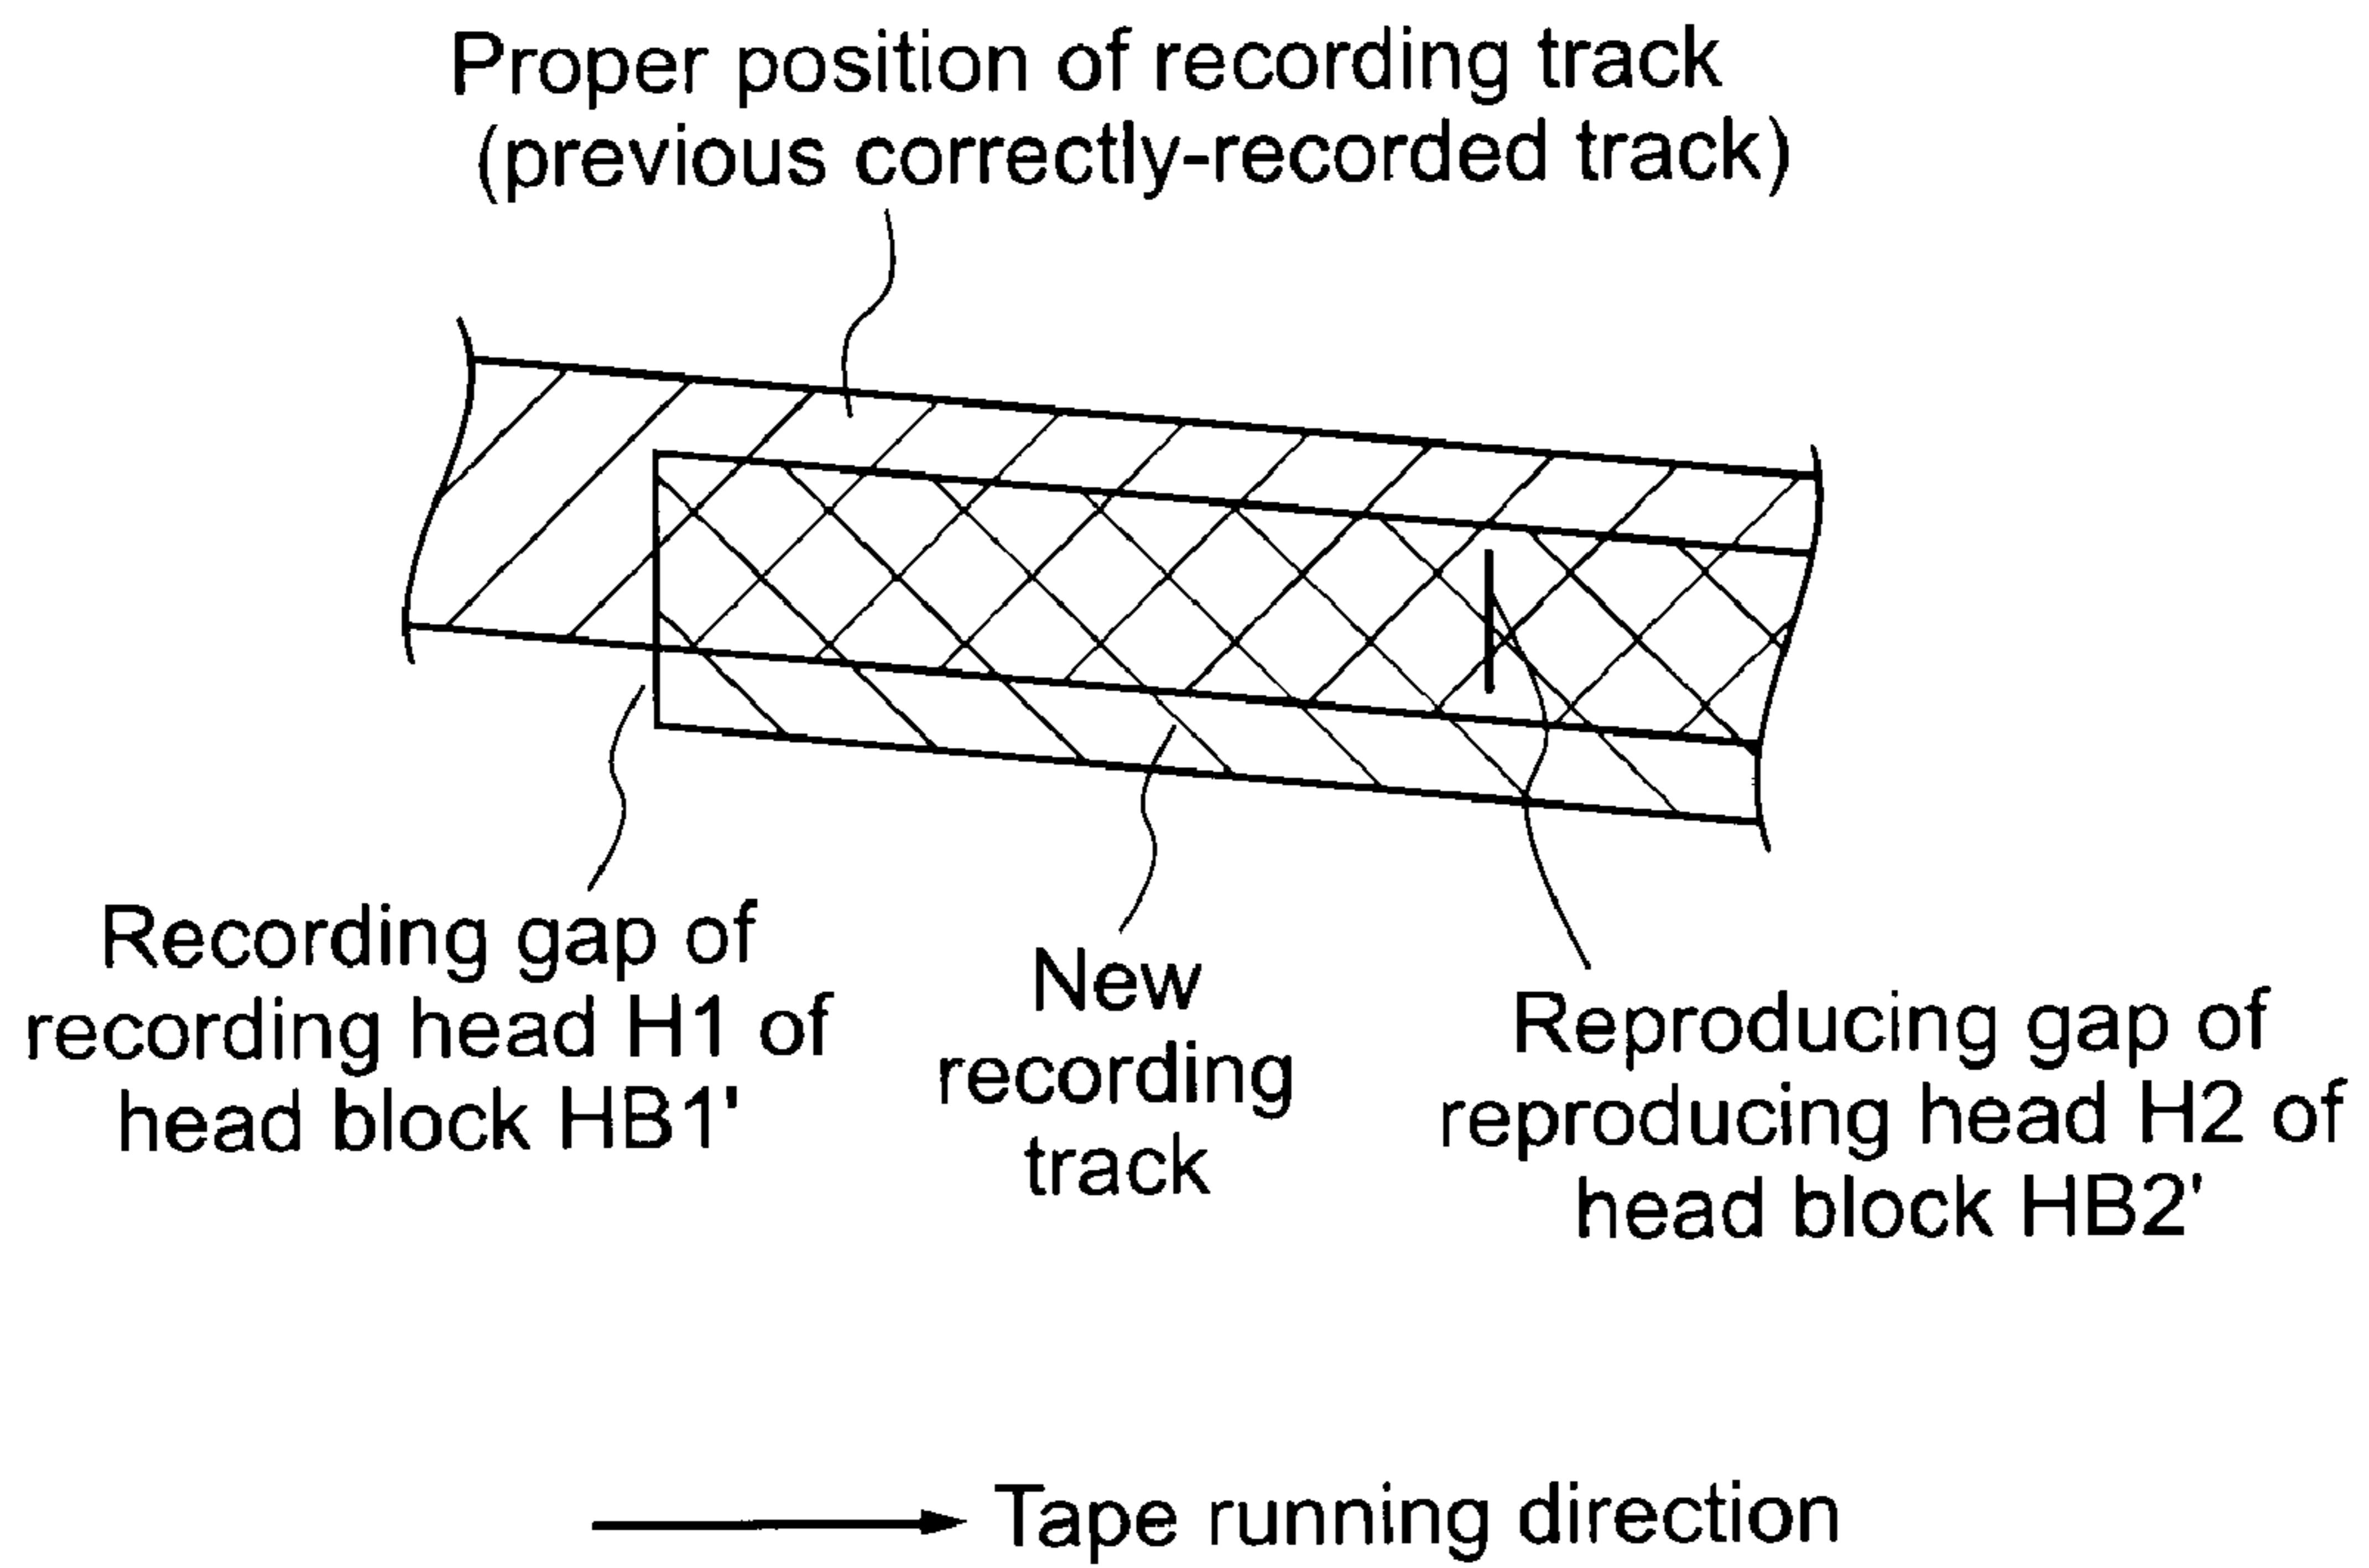 Proper position of recording track
(previous correctly-recorded track)
Recording gap of
recording head H1 of
head block HB1'
New
recording
track
Reproducing gap of
reproducing head H2 of
head block HB2'
Tape running direction